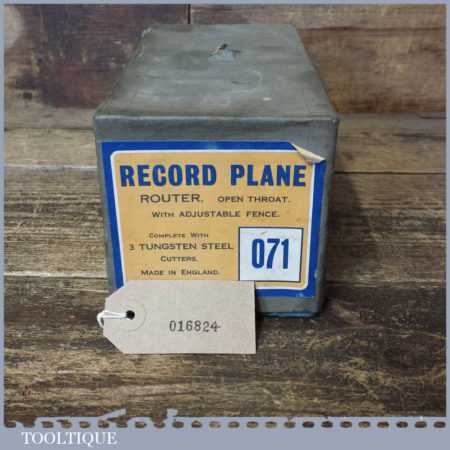 RECORD PLANE
ROUTER. OPEN THROAT.
WITH ADJUSTABLE FENCE.
COMPLETE WITH
3 TUNGSTEN STEEL
CUTTERS.
MADE IN ENGLAND.
071
016824
TOOLTIQUE